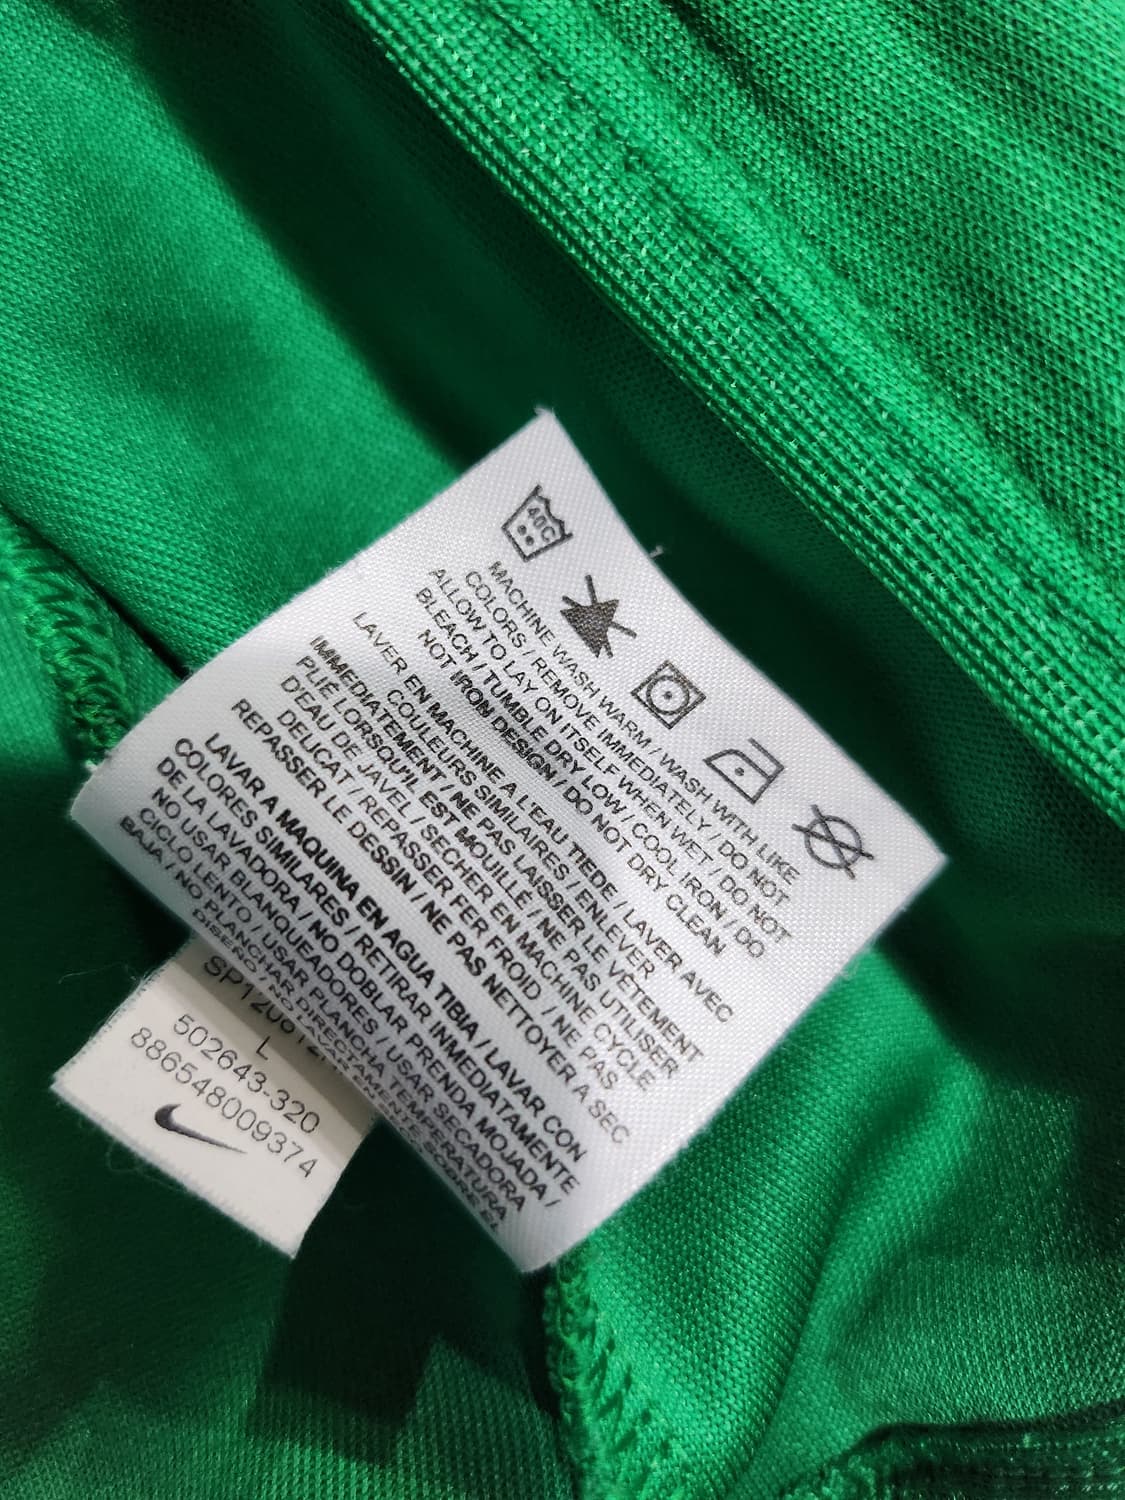 40C
MACHINE WASH WARM / WASH WITH LIKE
COLORS / REMOVE IMMEDIATELY / DO NOT
ALLOW TO LAY ON ITSELF WHEN WET / DO NOT
BLEACH / TUMBLE DRY LOW / COOL IRON / DO
NOT IRON DESIGN / DO NOT DRY CLEAN
LAVER EN MACHINE A L'EAU TIEDE / LAVER AVEC
COULEURS SIMILAIRES / ENLEVER
IMMEDIATEMENT / NE PAS LAISSER LE VÊTEMENT
PLIÉ LORSQU'IL EST MOUILLÉ / NE PAS UTILISER
D'EAU DE JAVEL / SECHER EN MACHINE CYCLE
DELICAT / REPASSER FER FROID / NE PAS
REPASSER LE DESSIN / NE PAS NETTOYER A SEC
LAVAR A MAQUINA EN AGUA TIBIA / LAVAR CON
COLORES SIMILARES / RETIRAR INMEDIATAMENTE
DE LA LAVADORA / NO DOBLAR PRENDA MOJADA /
NO USAR BLANQUEADORES / USAR SECADORA
CICLO LENTO / USAR PLANCHA TEMPERATURA
BAJA / NO PLANCHAR DIRECTAMENTE SOBRE EL
L
502643-320
886548009374